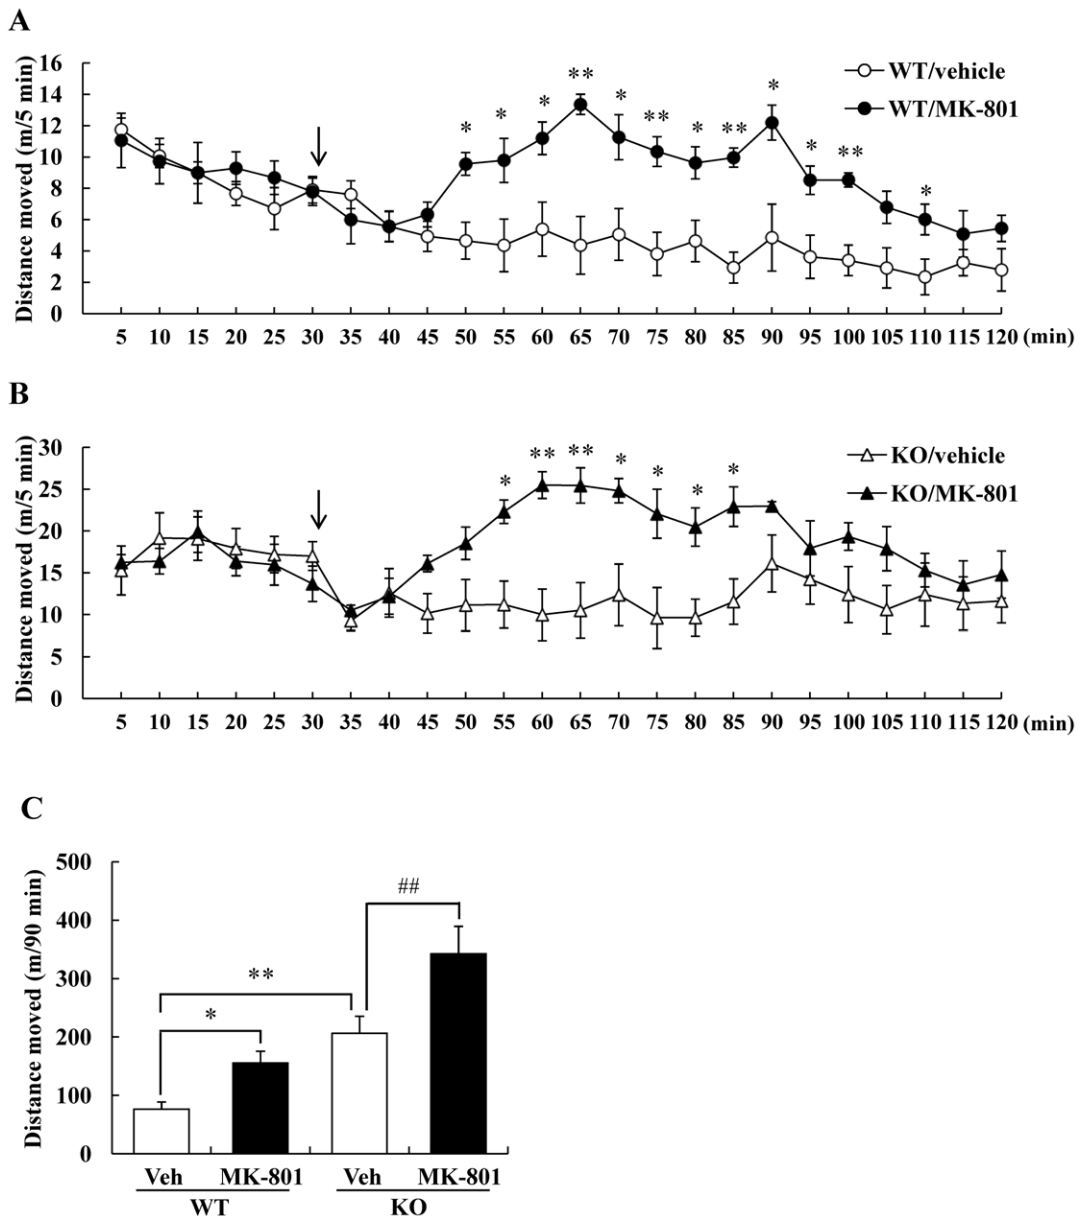 A
Distance moved (m/5 min)
16
14
12
10
8
6
4
2
0
WT/vehicle
WT/MK-801
* * * ** * ** * ** * * ** *
5 10 15 20 25 30 35 40 45 50 55 60 65 70 75 80 85 90 95 100 105 110 115 120 (min)
B
Distance moved (m/5 min)
30
25
20
15
10
5
0
KO/vehicle
KO/MK-801
* ** ** * * * *
5 10 15 20 25 30 35 40 45 50 55 60 65 70 75 80 85 90 95 100 105 110 115 120 (min)
C
Distance moved (m/90 min)
500
400
300
200
100
0
##
**
*
Veh MK-801 Veh MK-801
WT KO